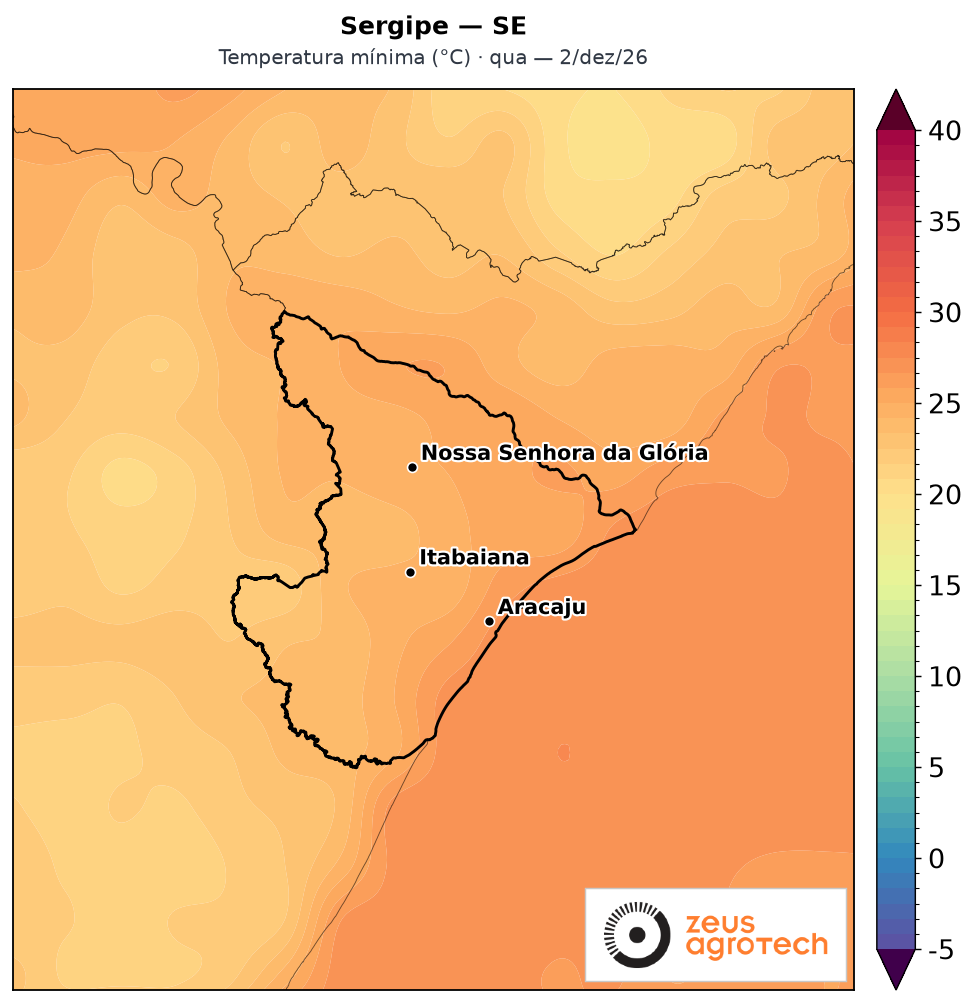 Sergipe — SE
Temperatura mínima (°C) · qua — 2/dez/26
40
35
30
25
20
15
10
5
0
-5
Nossa Senhora da Glória
Itabaiana
Aracaju
zeus
agrotech